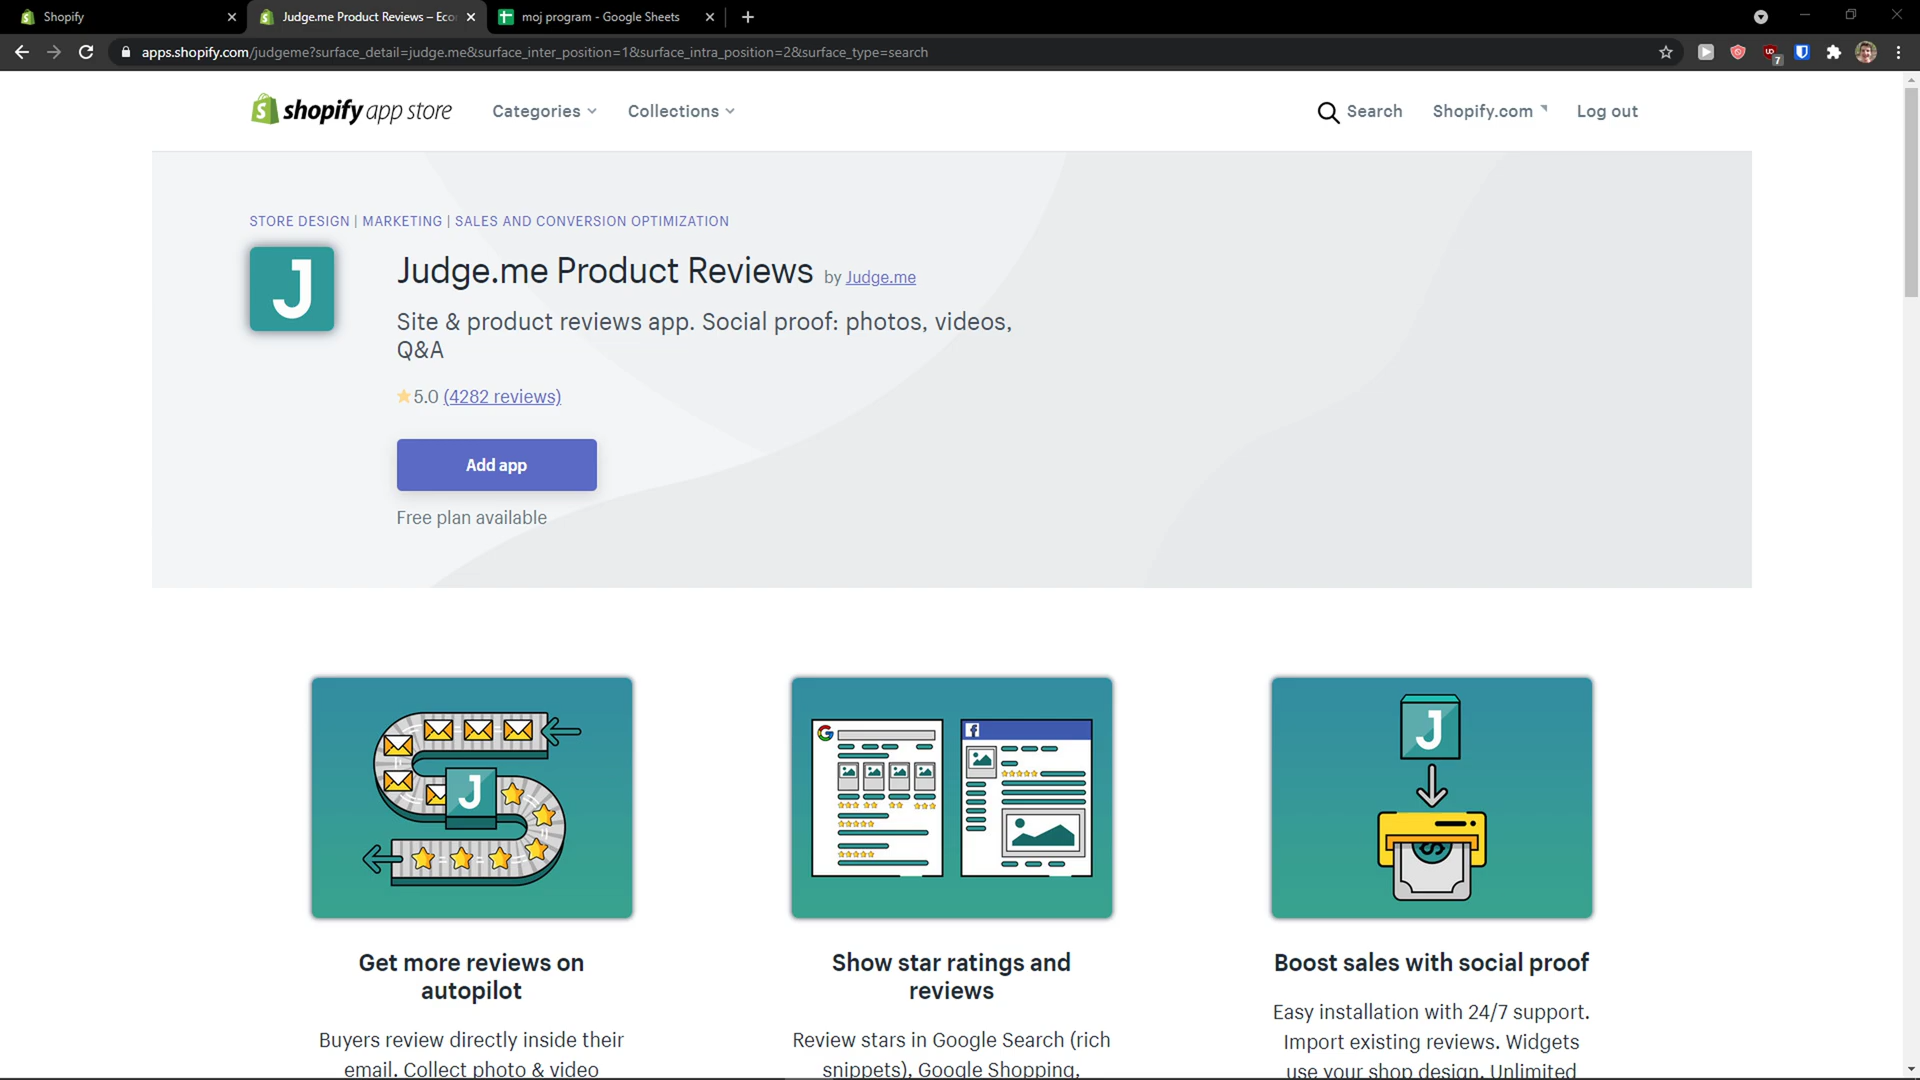 Shopify
Judge.me Product Reviews – Eco
moj program - Google Sheets
apps.shopify.com/judgeme?surface_detail=judge.me&surface_inter_position=1&surface_intra_position=2&surface_type=search
7
shopify app store
Categories
Collections
Search
Shopify.com
Log out
STORE DESIGN | MARKETING | SALES AND CONVERSION OPTIMIZATION
J
Judge.me Product Reviews by Judge.me
Site & product reviews app. Social proof: photos, videos,
Q&A
5.0 (4282 reviews)
Add app
Free plan available
J
J
Get more reviews on
autopilot
Show star ratings and
reviews
Boost sales with social proof
Buyers review directly inside their
email. Collect photo & video
Review stars in Google Search (rich
snippets), Google Shopping,
Easy installation with 24/7 support.
Import existing reviews. Widgets
use your shop design. Unlimited